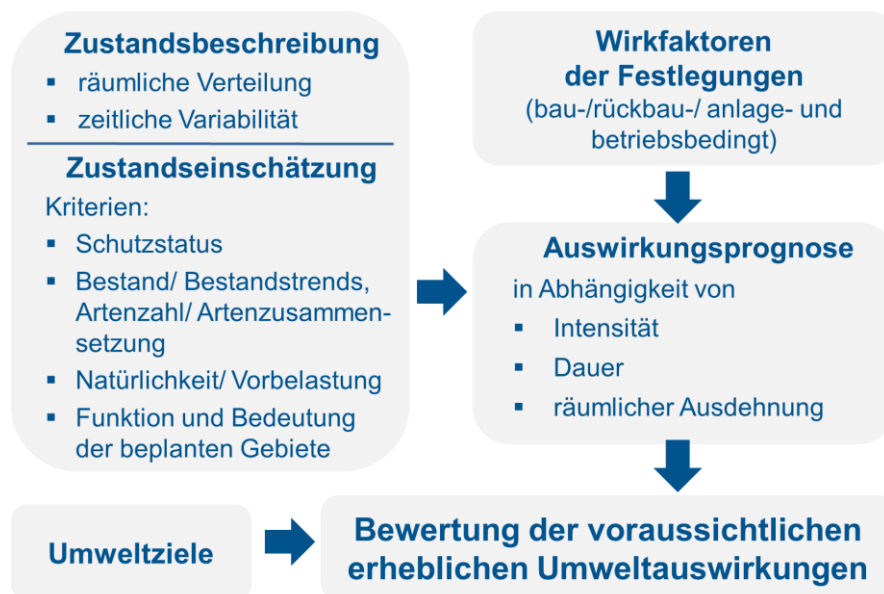 Zustandsbeschreibung
▪ räumliche Verteilung
▪ zeitliche Variabilität
Zustandseinschätzung
Kriterien:
▪ Schutzstatus
▪ Bestand/ Bestandstrends,
Artenzahl/ Artenzusammen-
setzung
▪ Natürlichkeit/ Vorbelastung
▪ Funktion und Bedeutung
der beplanten Gebiete
Wirkfaktoren
der Festlegungen
(bau-/rückbau-/ anlage- und
betriebsbedingt)
Auswirkungsprognose
in Abhängigkeit von
▪ Intensität
▪ Dauer
▪ räumlicher Ausdehnung
Umweltziele
Bewertung der voraussichtlichen
erheblichen Umweltauswirkungen